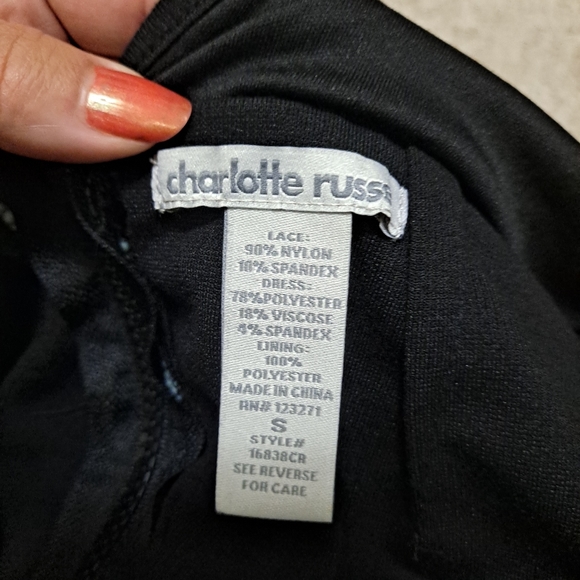 charlotte russe
LACE:
90% NYLON
10% SPANDEX
DRESS:
78%POLYESTER
18% VISCOSE
4% SPANDEX
LINING:
100%
POLYESTER
MADE IN CHINA
RN# 123271
S
STYLE#
16838CR
SEE REVERSE
FOR CARE